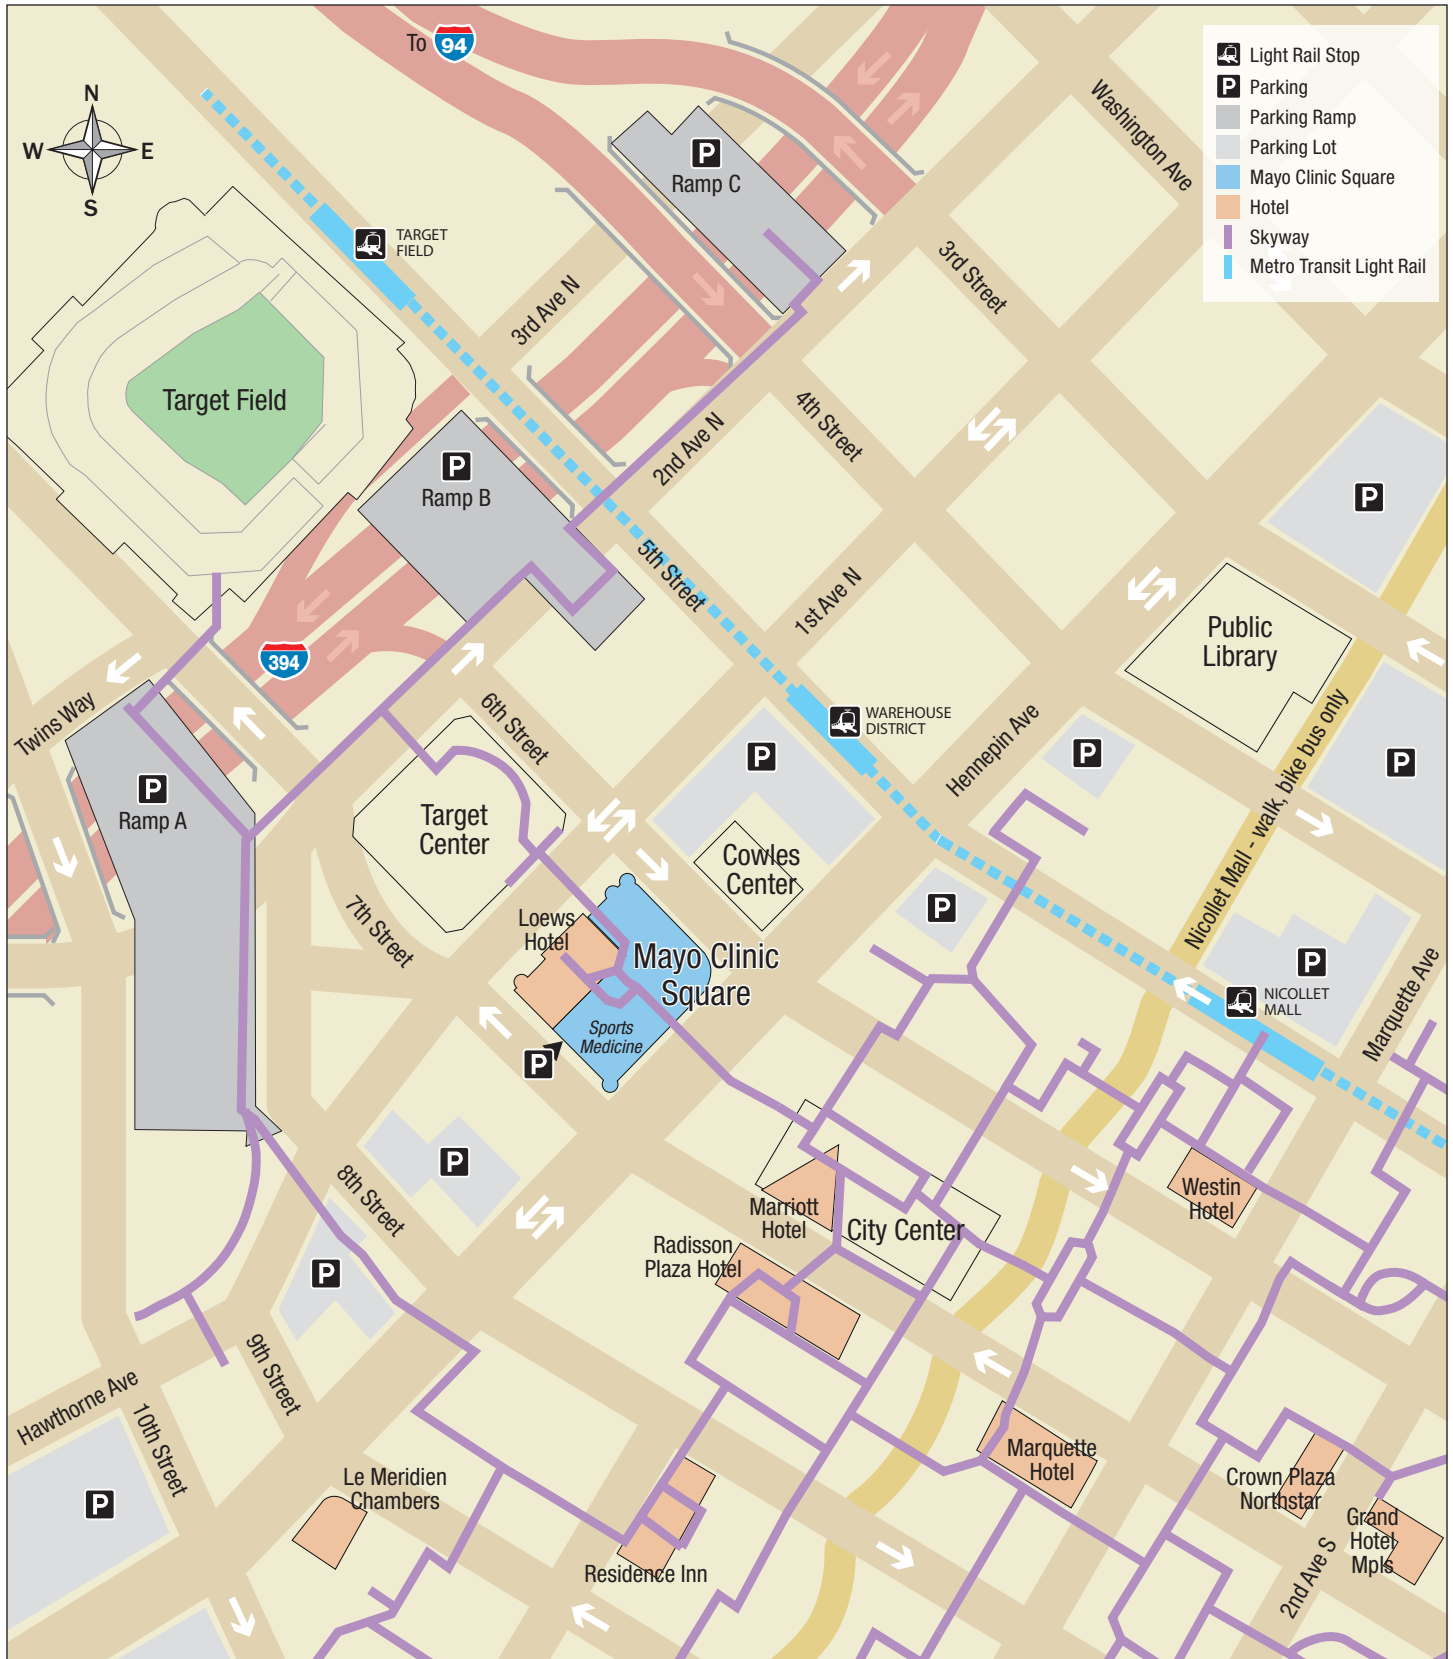 To 94
N
W E
S
Light Rail Stop
P Parking
Parking Ramp
Parking Lot
Mayo Clinic Square
Hotel
Skyway
Metro Transit Light Rail
Washington Ave
P
Ramp C
TARGET
FIELD
3rd Ave N
3rd Street
Target Field
4th Street
2nd Ave N
P
Ramp B
P
5th Street
1st Ave N
Public
Library
394
Twins Way
6th Street
WAREHOUSE
DISTRICT
Hennepin Ave
Nicollet Mall - walk, bike bus only
P
P
P
P
Ramp A
Target
Center
Cowles
Center
7th Street
Loews
Hotel
P
Mayo Clinic
Square
P
NICOLLET
MALL
Marquette Ave
Sports
Medicine
P
P
8th Street
Marriott
Hotel
City Center
Westin
Hotel
Radisson
Plaza Hotel
P
9th Street
Hawthorne Ave
10th Street
P
Le Meridien
Chambers
Marquette
Hotel
Crown Plaza
Northstar
Grand
Hotel
Mpls
Residence Inn
2nd Ave S